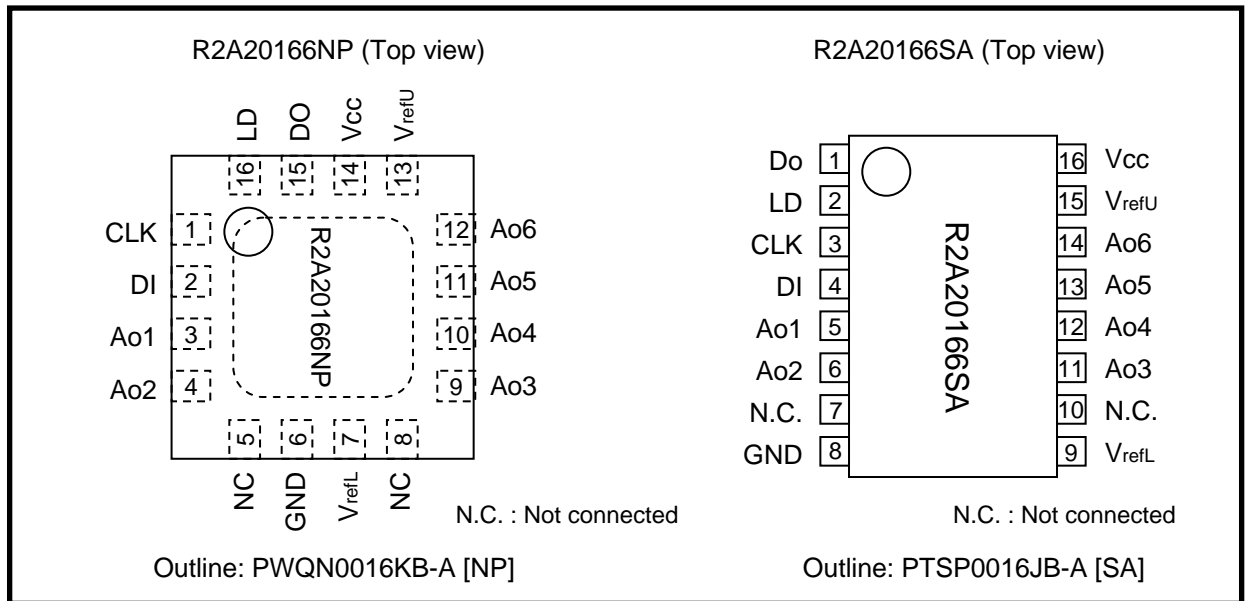 R2A20166NP (Top view)
LD
DO
Vcc
VrefU
16
15
14
13
CLK 1
DI 2
Ao1 3
Ao2 4
12 Ao6
11 Ao5
10 Ao4
9 Ao3
R2A20166NP
5
6
7
8
NC
GND
VrefL
NC
N.C. : Not connected
Outline: PWQN0016KB-A [NP]
R2A20166SA (Top view)
Do 1
LD 2
CLK 3
DI 4
Ao1 5
Ao2 6
N.C. 7
GND 8
R2A20166SA
16 Vcc
15 VrefU
14 Ao6
13 Ao5
12 Ao4
11 Ao3
10 N.C.
9 VrefL
N.C. : Not connected
Outline: PTSP0016JB-A [SA]